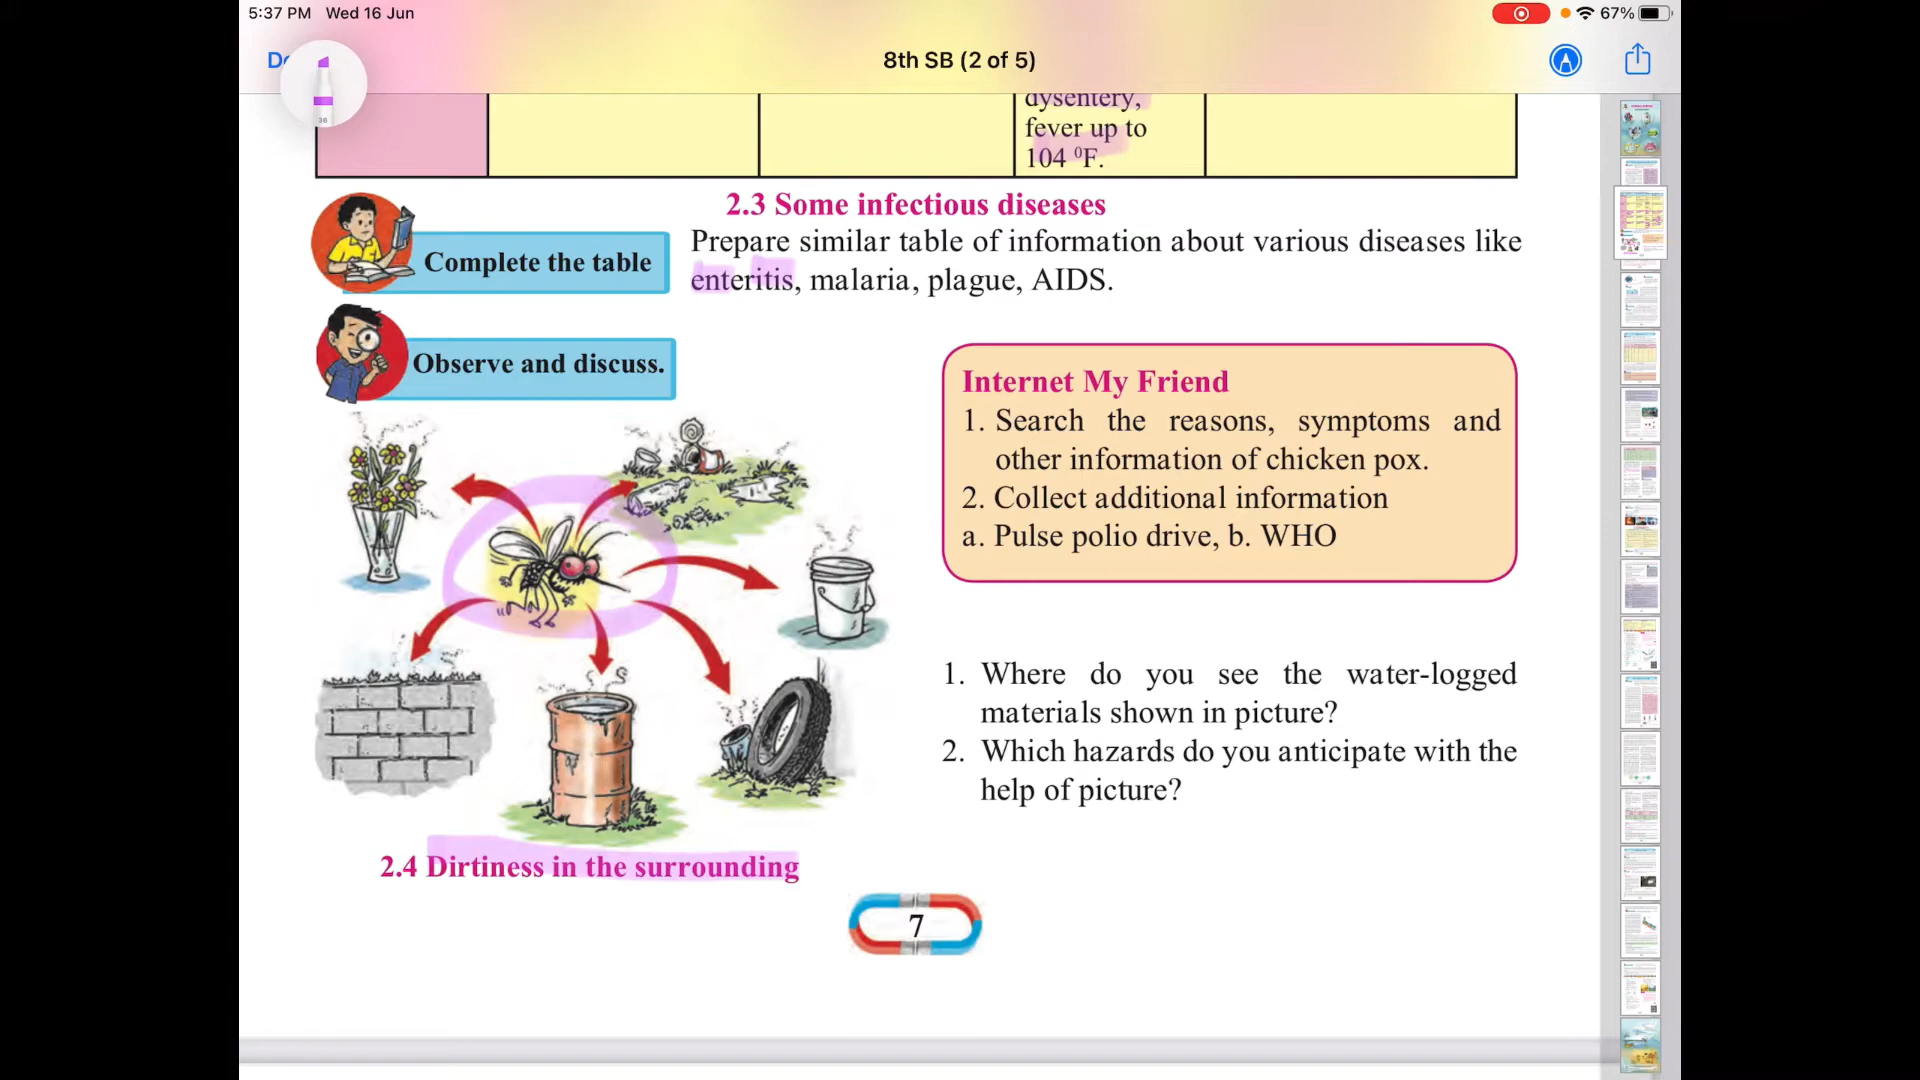 5:37 PM Wed 16 Jun
67%
8th SB (2 of 5)
36
dysentery,
fever up to
104 ⁰F.
2.3 Some infectious diseases
Complete the table
Prepare similar table of information about various diseases like
enteritis, malaria, plague, AIDS.
Observe and discuss.
Internet My Friend
1. Search the reasons, symptoms and
other information of chicken pox.
2. Collect additional information
a. Pulse polio drive, b. WHO
1. Where do you see the water-logged
materials shown in picture?
2. Which hazards do you anticipate with the
help of picture?
2.4 Dirtiness in the surrounding
7